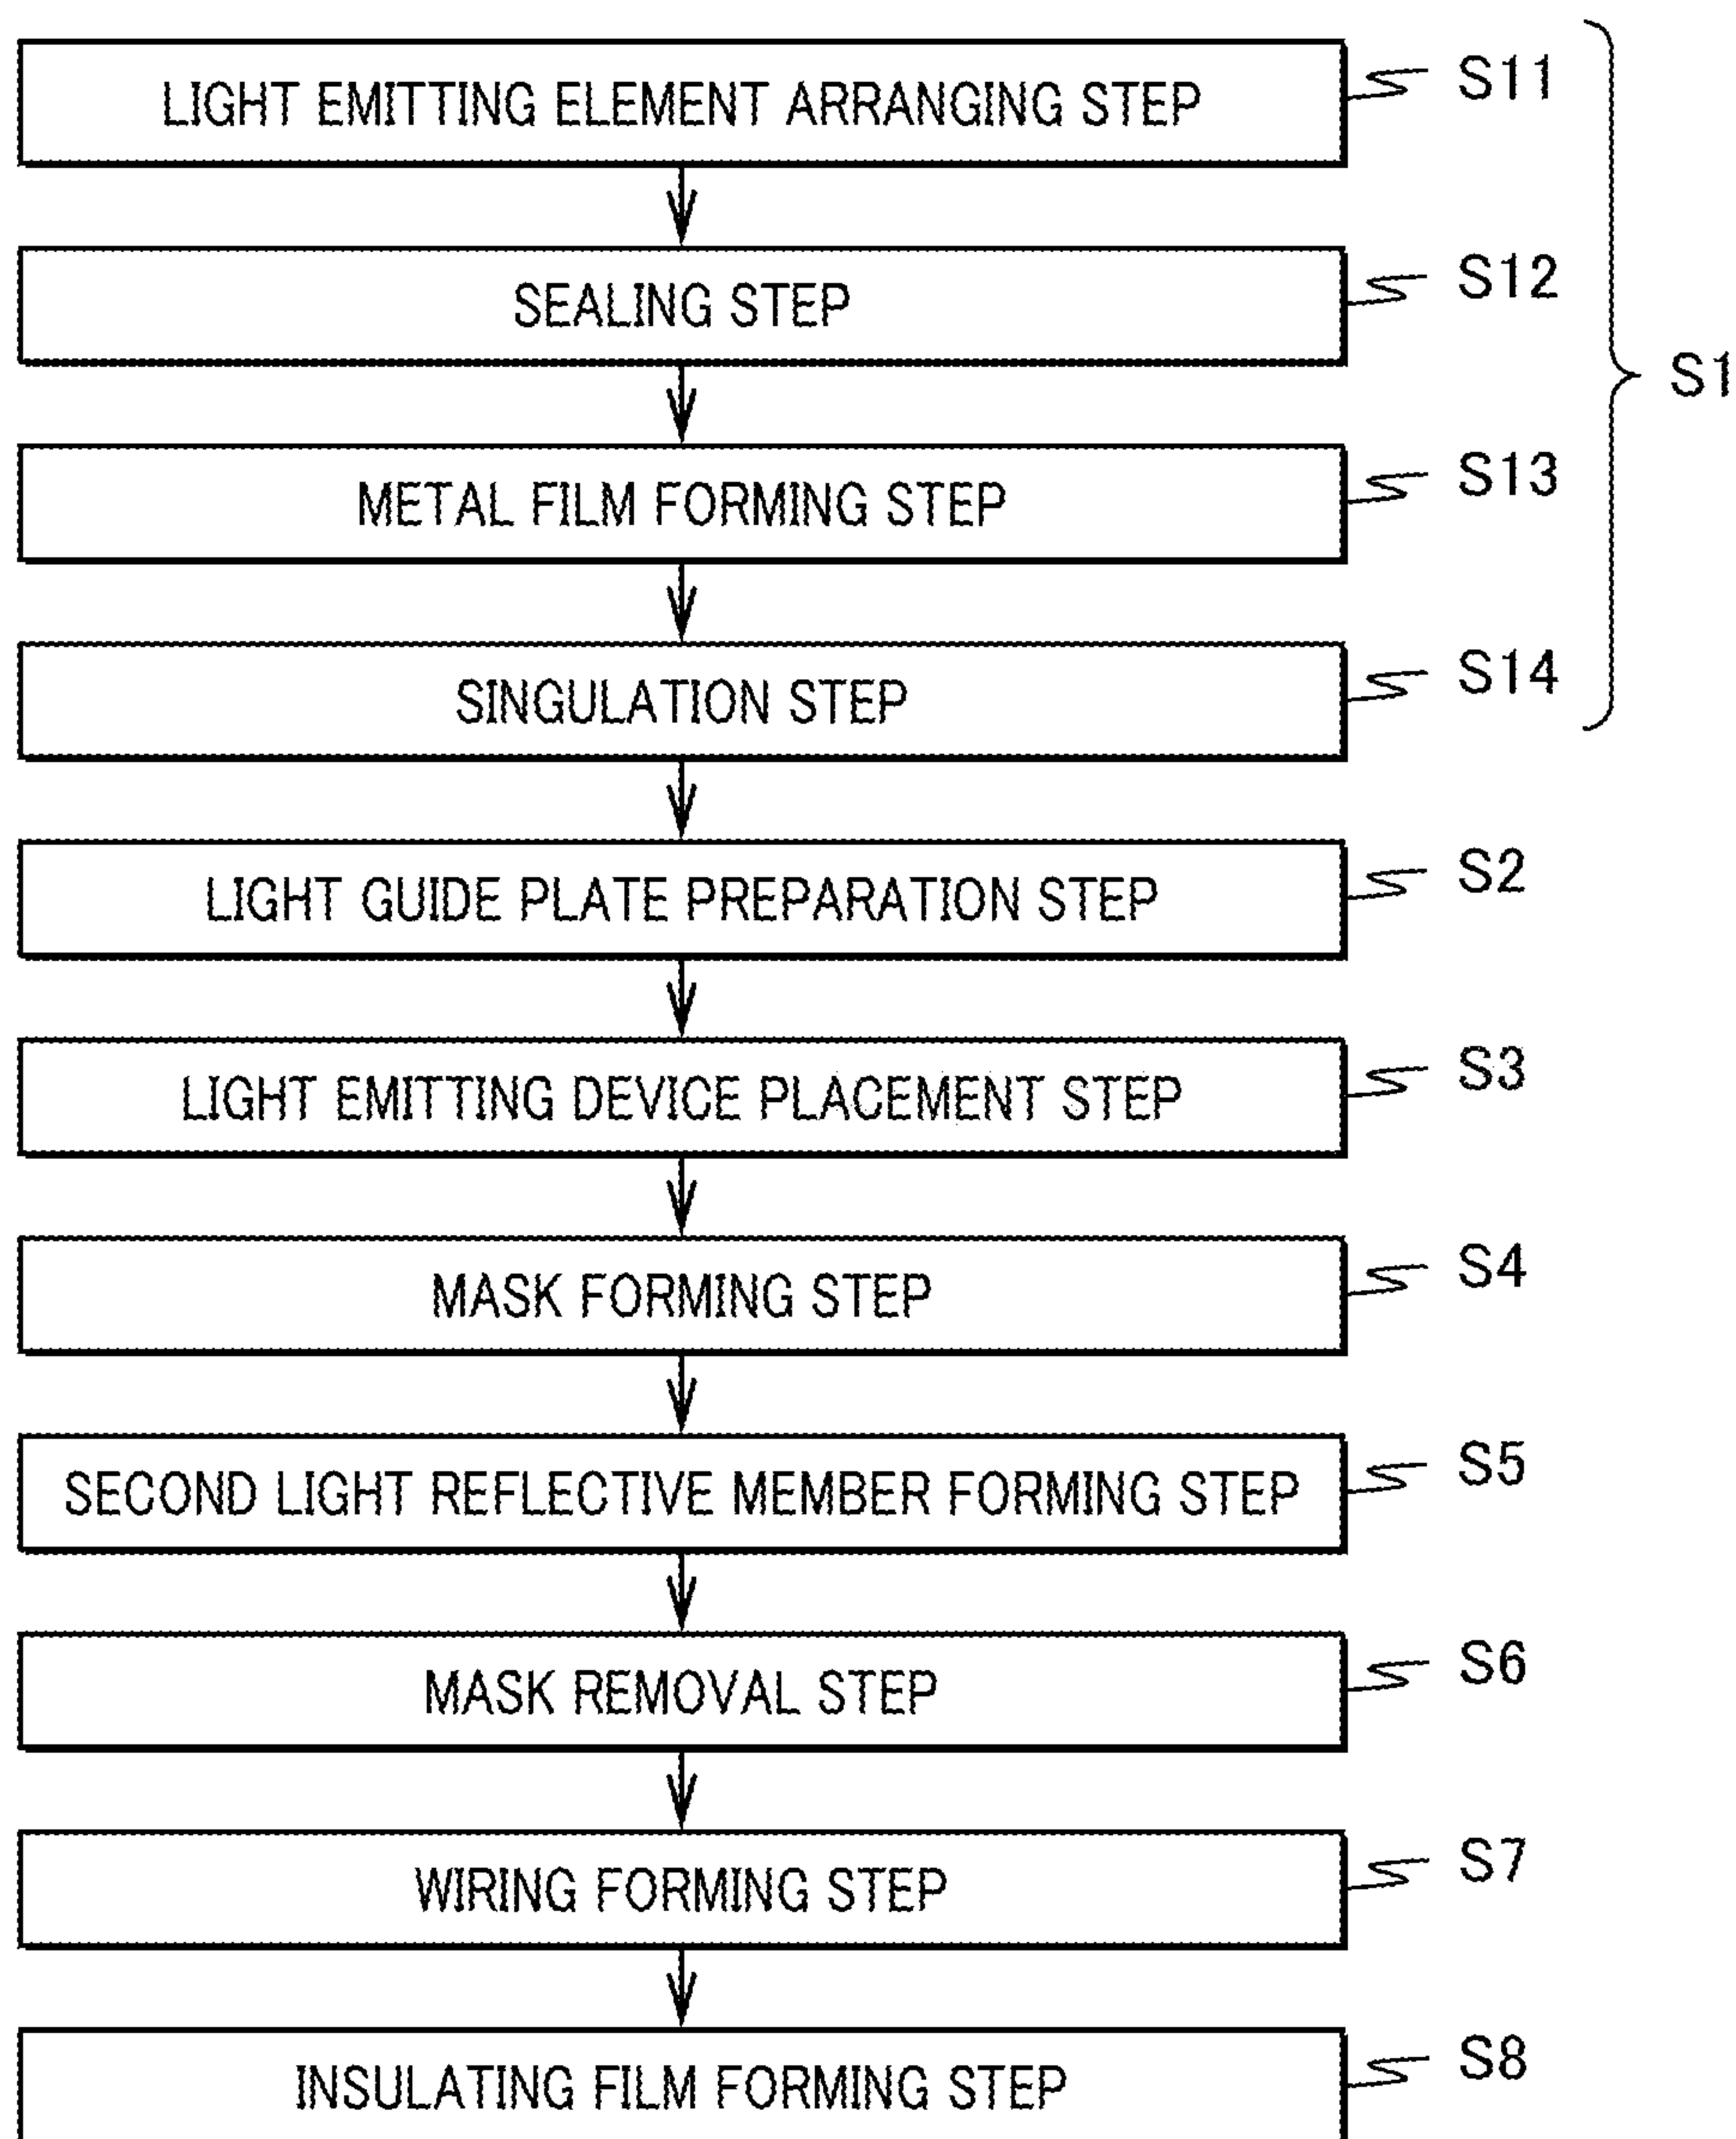 LIGHT EMITTING ELEMENT ARRANGING STEP S11
SEALING STEP S12
S1
METAL FILM FORMING STEP S13
SINGULATION STEP S14
LIGHT GUIDE PLATE PREPARATION STEP S2
LIGHT EMITTING DEVICE PLACEMENT STEP S3
MASK FORMING STEP S4
SECOND LIGHT REFLECTIVE MEMBER FORMING STEP S5
MASK REMOVAL STEP S6
WIRING FORMING STEP S7
INSULATING FILM FORMING STEP S8